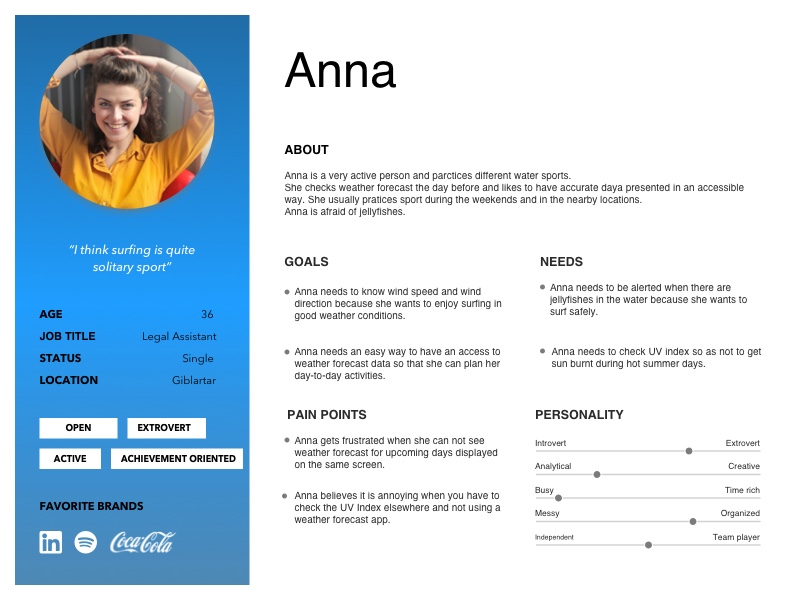 Anna
"I think surfing is quite
solitary sport"
AGE 36
JOB TITLE Legal Assistant
STATUS Single
LOCATION Giblartar
OPEN EXTROVERT
ACTIVE ACHIEVEMENT ORIENTED
FAVORITE BRANDS
in Coca-Cola
ABOUT
Anna is a very active person and parctices different water sports.
She checks weather forecast the day before and likes to have accurate daya presented in an accessible
way. She usually pratices sport during the weekends and in the nearby locations.
Anna is afraid of jellyfishes.
GOALS
Anna needs to know wind speed and wind
direction because she wants to enjoy surfing in
good weather conditions.
Anna needs an easy way to have an access to
weather forecast data so that she can plan her
day-to-day activities.
NEEDS
Anna needs to be alerted when there are
jellyfishes in the water because she wants to
surf safely.
Anna needs to check UV index so as not to get
sun burnt during hot summer days.
PAIN POINTS
Anna gets frustrated when she can not see
weather forecast for upcoming days displayed
on the same screen.
Anna believes it is annoying when you have to
check the UV Index elsewhere and not using a
weather forecast app.
PERSONALITY
Introvert Extrovert
Analytical Creative
Busy Time rich
Messy Organized
Independent Team player